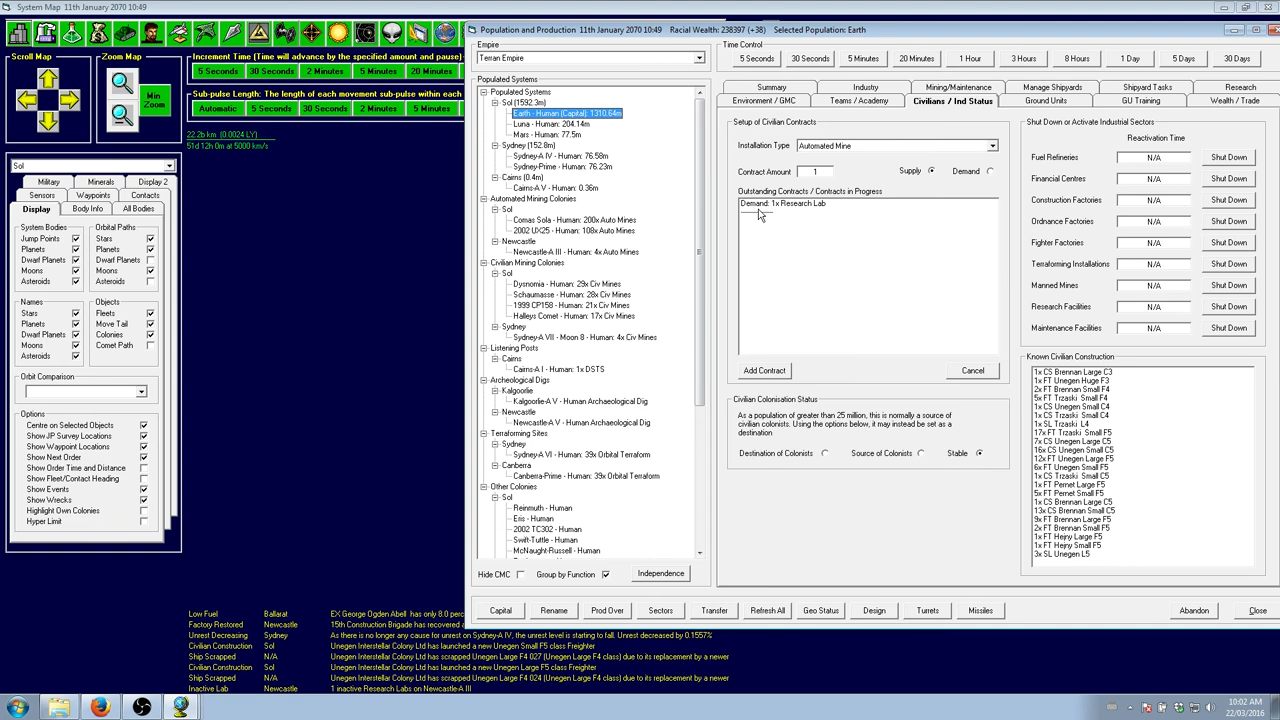 System Map  11th January 2070 10:49
Scroll Map
Zoom Map
Min Zoom
Increment Time (Time will advance by the specified amount and pause)
5 Seconds
30 Seconds
2 Minutes
5 Minutes
20 Minutes
Sub-pulse Length: The length of each movement sub-pulse within each
Automatic
5 Seconds
30 Seconds
2 Minutes
5 Minutes
22.2b km  (0.0024 LY)
51d 12h 0m at 5000 km/s
Sol
Military
Minerals
Display 2
Sensors
Waypoints
Contacts
Display
Body Info
All Bodies
System Bodies
Jump Points
Planets
Dwarf Planets
Moons
Asteroids
Orbital Paths
Stars
Planets
Dwarf Planets
Moons
Asteroids
Names
Stars
Planets
Dwarf Planets
Moons
Asteroids
Objects
Fleets
Move Tail
Colonies
Comet Path
Orbit Comparison
Options
Centre on Selected Objects
Show JP Survey Locations
Show Waypoint Locations
Show Next Order
Show Order Time and Distance
Show Fleet/Contact Heading
Show Events
Show Wrecks
Highlight Own Colonies
Hyper Limit
Low Fuel  Ballarat  EX George Ogden Abell  has only 8.0 perc
Factory Restored  Newcastle  15th Construction Brigade has recovered a
Unrest Decreasing  Sydney  As there is no longer any cause for unrest on Sydney-A IV, the unrest level is starting to fall. Unrest decreased by 0.1557%
Civilian Construction  Sol  Unegen Interstellar Colony Ltd has launched a new Unegen Small F5 class Freighter
Ship Scrapped  N/A  Unegen Interstellar Colony Ltd has scrapped Unegen Large F4 027 (Unegen Large F4 class) due to its replacement by a newer
Civilian Construction  Sol  Unegen Interstellar Colony Ltd has launched a new Unegen Large F5 class Freighter
Ship Scrapped  N/A  Unegen Interstellar Colony Ltd has scrapped Unegen Large F4 024 (Unegen Large F4 class) due to its replacement by a newer
Inactive Lab  Newcastle  1 inactive Research Labs on Newcastle-A III
Population and Production  11th January 2070 10:49  Racial Wealth: 238397 (+38)  Selected Population: Earth
Empire
Terran Empire
Time Control
5 Seconds
30 Seconds
5 Minutes
20 Minutes
1 Hour
3 Hours
8 Hours
1 Day
5 Days
30 Days
Populated Systems
Populated Systems
Sol (1592.3m)
Earth - Human (Capital): 1310.64m
Luna - Human: 204.14m
Mars - Human: 77.5m
Sydney (152.8m)
Sydney-A IV - Human: 76.58m
Sydney-Prime - Human: 76.23m
Cairns (0.4m)
Cairns-A V - Human: 0.36m
Automated Mining Colonies
Sol
Comas Sola - Human: 200x Auto Mines
2002 UX25 - Human: 108x Auto Mines
Newcastle
Newcastle-A III - Human: 4x Auto Mines
Civilian Mining Colonies
Sol
Dysnomia - Human: 29x Civ Mines
Schaumasse - Human: 28x Civ Mines
1999 CP158 - Human: 21x Civ Mines
Halleys Comet - Human: 17x Civ Mines
Sydney
Sydney-A VII - Moon 8 - Human: 4x Civ Mines
Listening Posts
Cairns
Cairns-A I - Human: 1x DSTS
Archeological Digs
Kalgoorlie
Kalgoorlie-A V - Human Archaeological Dig
Newcastle
Newcastle-A V - Human Archaeological Dig
Terraforming Sites
Sydney
Sydney-A VI - Human: 39x Orbital Terraform
Canberra
Canberra-Prime - Human: 39x Orbital Terraform
Other Colonies
Sol
Reinmuth - Human
Eris - Human
2002 TC302 - Human
Swift-Tuttle - Human
McNaught-Russell - Human
Hide CMC
Group by Function
Independence
Summary
Industry
Mining/Maintenance
Manage Shipyards
Shipyard Tasks
Research
Environment / GMC
Teams / Academy
Civilians / Ind Status
Ground Units
GU Training
Wealth / Trade
Setup of Civilian Contracts
Installation Type
Automated Mine
Contract Amount
1
Supply
Demand
Outstanding Contracts / Contracts in Progress
Demand: 1x Research Lab
Add Contract
Cancel
Civilian Colonisation Status
As a population of greater than 25 million, this is normally a source of
civilian colonists. Using the options below, it may instead be set as a
destination
Destination of Colonists
Source of Colonists
Stable
Shut Down or Activate Industrial Sectors
Reactivation Time
Fuel Refineries  N/A  Shut Down
Financial Centres  N/A  Shut Down
Construction Factories  N/A  Shut Down
Ordnance Factories  N/A  Shut Down
Fighter Factories  N/A  Shut Down
Terraforming Installations  N/A  Shut Down
Manned Mines  N/A  Shut Down
Research Facilities  N/A  Shut Down
Maintenance Facilities  N/A  Shut Down
Known Civilian Construction
1x CS Brennan Large C3
1x FT Unegen Huge F3
2x FT Brennan Small F4
5x FT Trzaski  Small F4
1x CS Unegen Small C4
1x CS Trzaski  Small C4
1x SL Trzaski  L4
17x FT Trzaski  Small F5
7x CS Unegen Large C5
16x CS Unegen Small C5
12x FT Unegen Large F5
6x FT Unegen Small F5
1x CS Trzaski  Small C5
1x FT Pernet Large F5
5x FT Pernet Small F5
1x CS Brennan Large C5
13x CS Brennan Small C5
9x FT Brennan Large F5
2x FT Brennan Small F5
1x FT Hejny Large F5
1x FT Hejny Small F5
3x SL Unegen L5
Capital
Rename
Prod Over
Sectors
Transfer
Refresh All
Geo Status
Design
Turrets
Missiles
Abandon
Close
10:02 AM
22/03/2016